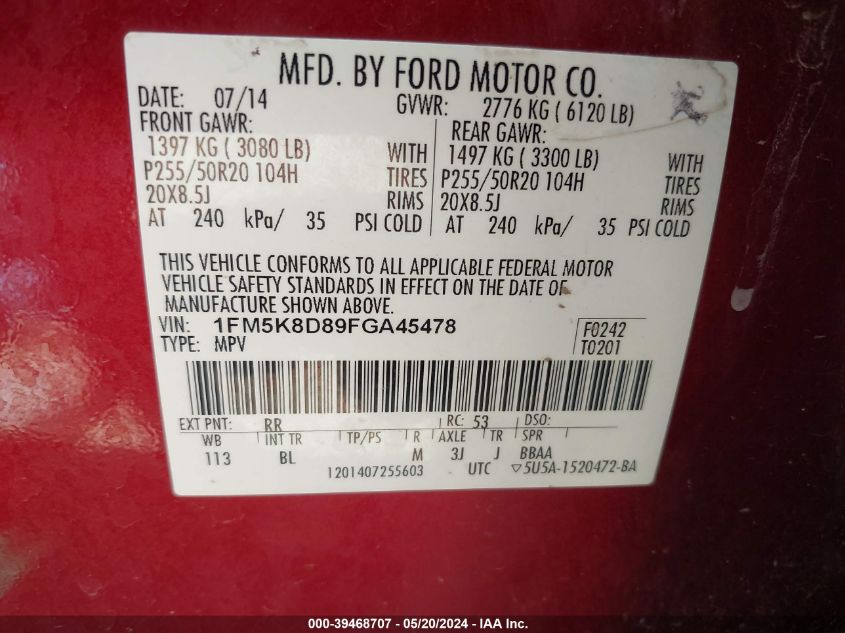 MFD. BY FORD MOTOR CO.
DATE: 07/14 GVWR: 2776 KG ( 6120 LB)
FRONT GAWR: REAR GAWR:
1397 KG ( 3080 LB) WITH 1497 KG ( 3300 LB) WITH
P255/50R20 104H TIRES P255/50R20 104H TIRES
20X8.5J RIMS 20X8.5J RIMS
AT 240 kPa/ 35 PSI COLD AT 240 kPa/ 35 PSI COLD
THIS VEHICLE CONFORMS TO ALL APPLICABLE FEDERAL MOTOR
VEHICLE SAFETY STANDARDS IN EFFECT ON THE DATE OF
MANUFACTURE SHOWN ABOVE.
VIN: 1FM5K8D89FGA45478 F0242
TYPE: MPV T0201
EXT PNT: RR RC: 53 DSO:
WB INT TR TP/PS R AXLE TR SPR
113 BL M 3J J BBAA
1201407255603 UTC ▽5U5A-1520472-BA
000-39468707 - 05/20/2024 - IAA Inc.